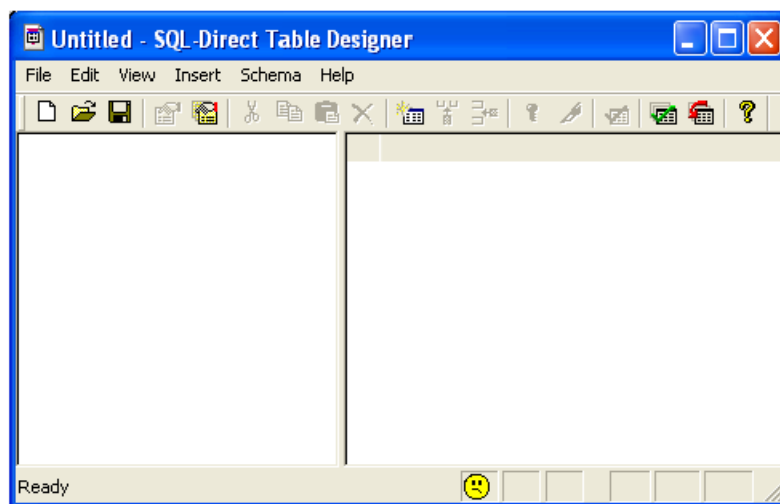 Untitled - SQL-Direct Table Designer
File Edit View Insert Schema Help
Ready